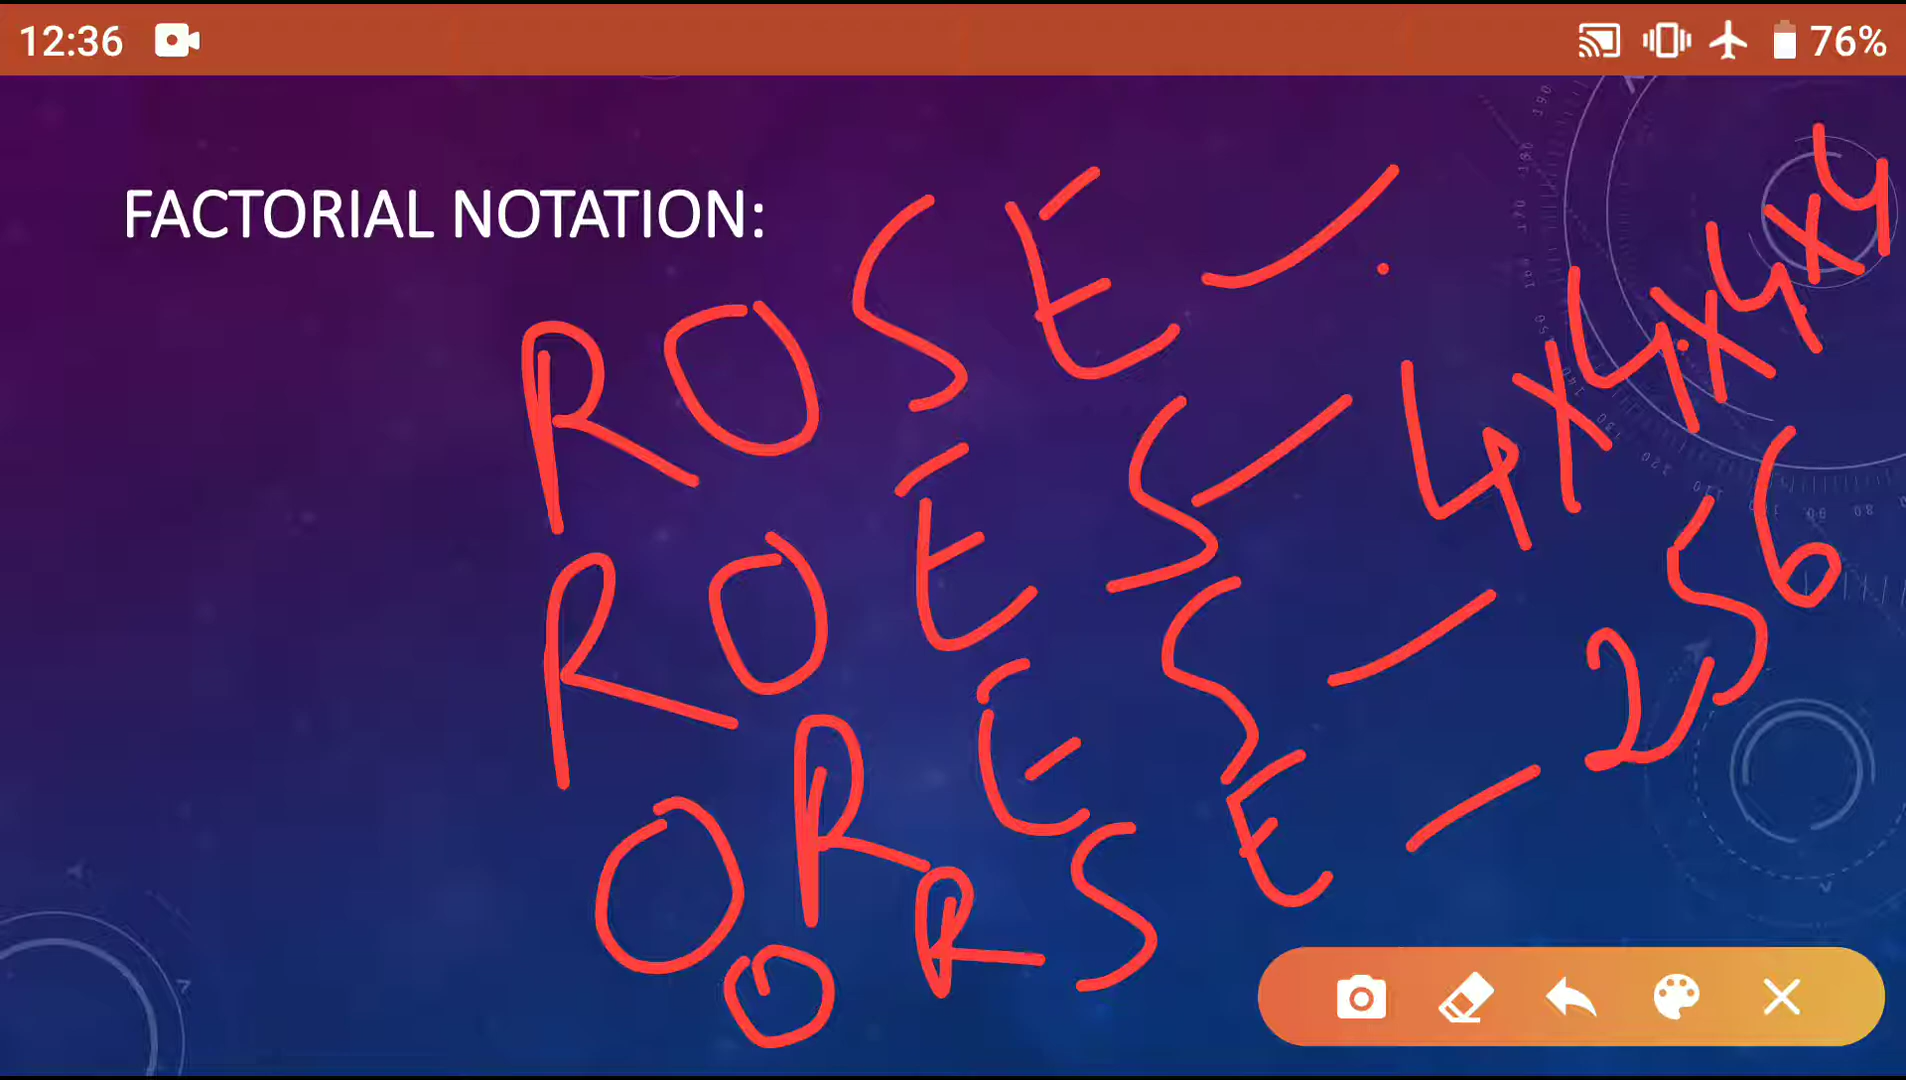 12:36 76%
FACTORIAL NOTATION:
ROSE -
ROES - 4x4x4x4
ORES -
ORSE - 256